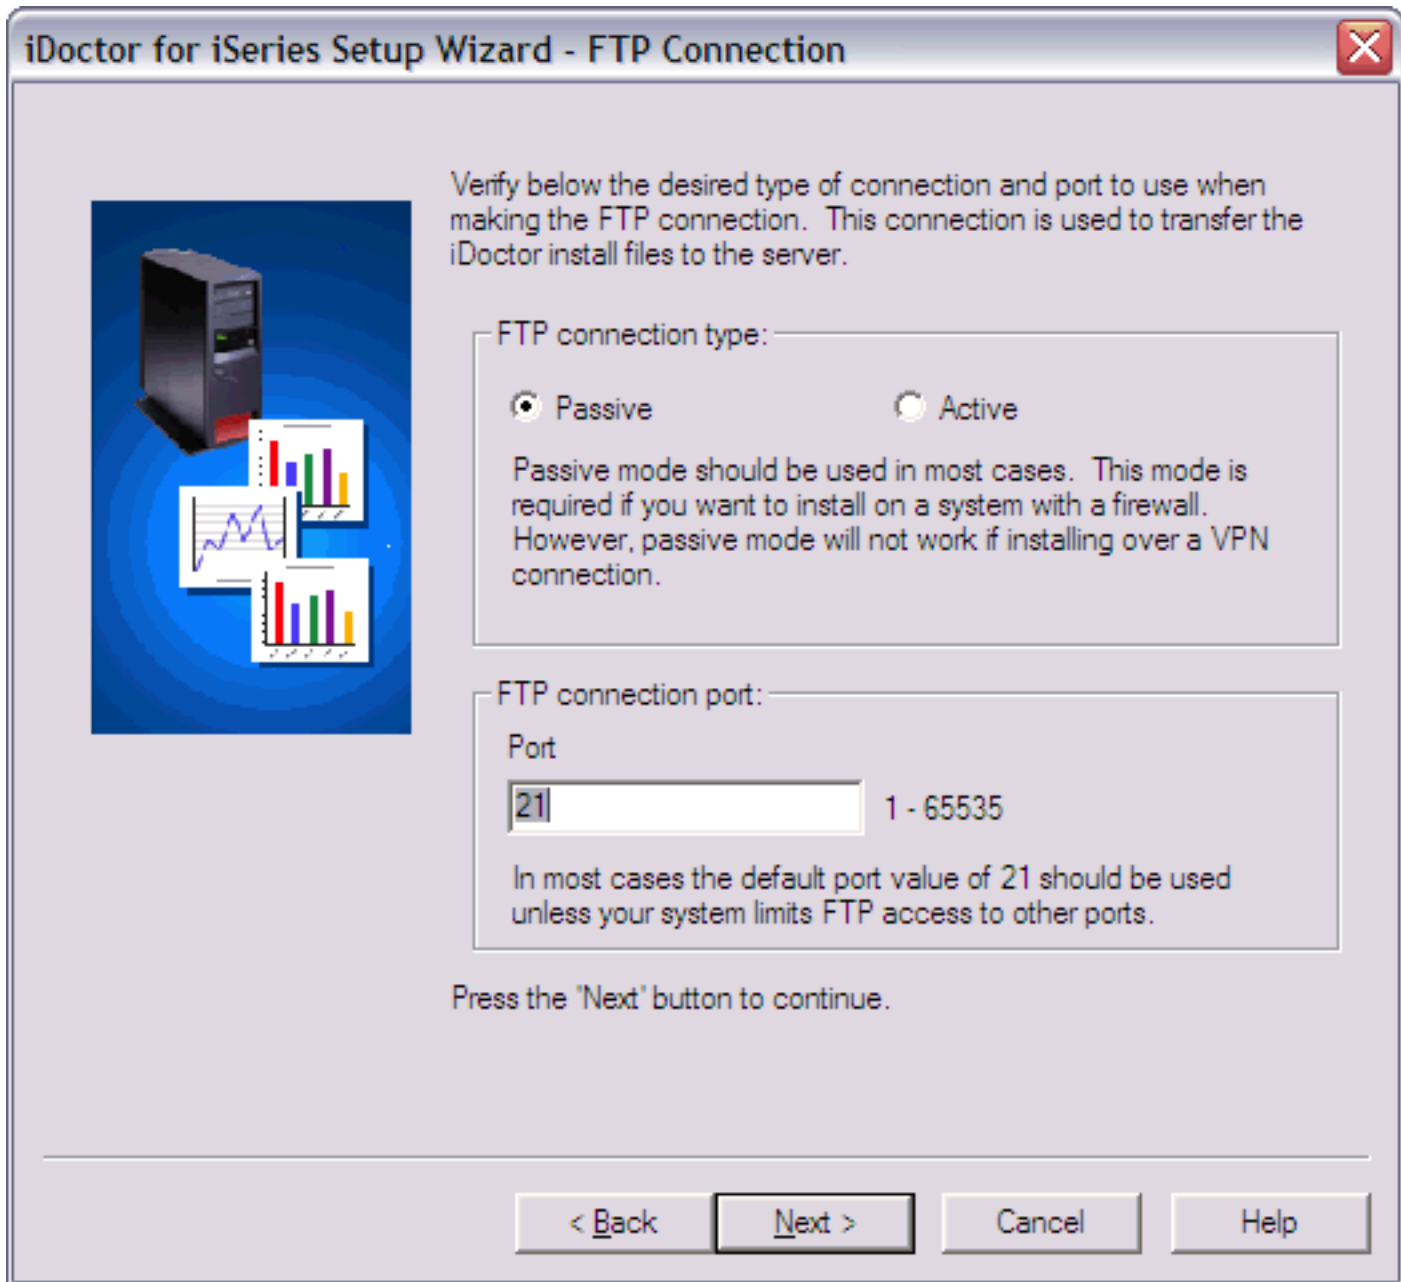 iDoctor for iSeries Setup Wizard - FTP Connection
Verify below the desired type of connection and port to use when
making the FTP connection.  This connection is used to transfer the
iDoctor install files to the server.
FTP connection type:
Passive
Active
Passive mode should be used in most cases.  This mode is
required if you want to install on a system with a firewall.
However, passive mode will not work if installing over a VPN
connection.
FTP connection port:
Port
21
1 - 65535
In most cases the default port value of 21 should be used
unless your system limits FTP access to other ports.
Press the 'Next' button to continue.
< Back
Next >
Cancel
Help